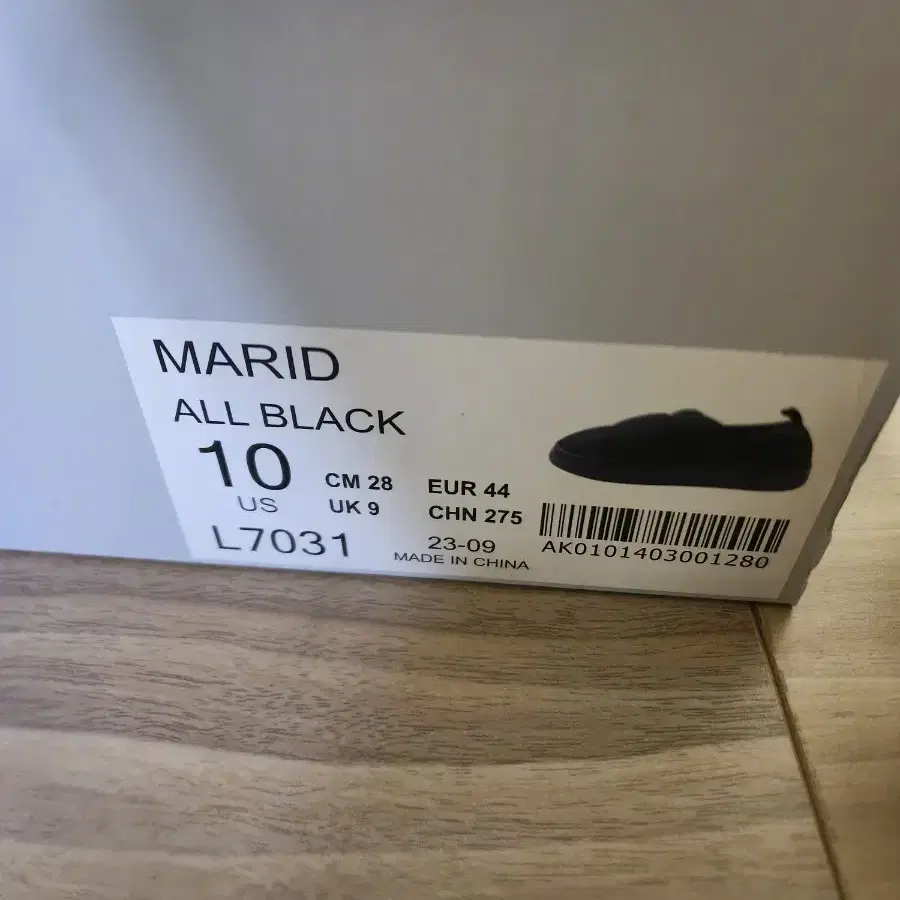 MARID
ALL BLACK
10
US
CM 28
UK 9
EUR 44
CHN 275
L7031
23-09
MADE IN CHINA
AK0101403001280